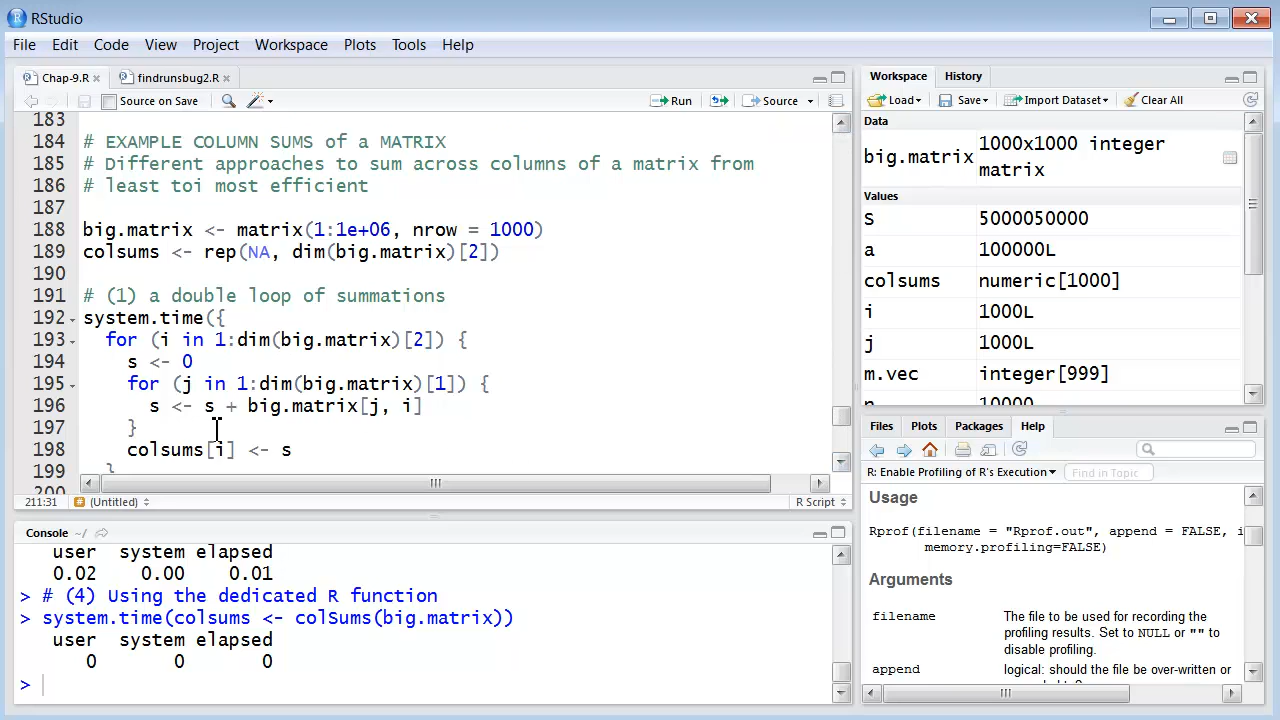 RStudio
File Edit Code View Project Workspace Plots Tools Help
Chap-9.R findrunsbug2.R
Source on Save Run Source
183
184 # EXAMPLE COLUMN SUMS of a MATRIX
185 # Different approaches to sum across columns of a matrix from
186 # least toi most efficient
187
188 big.matrix <- matrix(1:1e+06, nrow = 1000)
189 colsums <- rep(NA, dim(big.matrix)[2])
190
191 # (1) a double loop of summations
192 system.time({
193 for (i in 1:dim(big.matrix)[2]) {
194 s <- 0
195 for (j in 1:dim(big.matrix)[1]) {
196 s <- s + big.matrix[j, i]
197 }
198 colsums[i] <- s
199 }
200
211:31 # (Untitled) R Script
Console ~/
user system elapsed
0.02 0.00 0.01
> # (4) Using the dedicated R function
> system.time(colsums <- colSums(big.matrix))
user system elapsed
0 0 0
>
Workspace History
Load Save Import Dataset Clear All
Data
big.matrix 1000x1000 integer
matrix
Values
S 5000050000
a 100000L
colsums numeric[1000]
i 1000L
j 1000L
m.vec integer[999]
n 10000
Files Plots Packages Help
R: Enable Profiling of R's Execution Find in Topic
Usage
Rprof(filename = "Rprof.out", append = FALSE, i
memory.profiling=FALSE)
Arguments
filename The file to be used for recording the
profiling results. Set to NULL or "" to
disable profiling.
append logical: should the file be over-written or